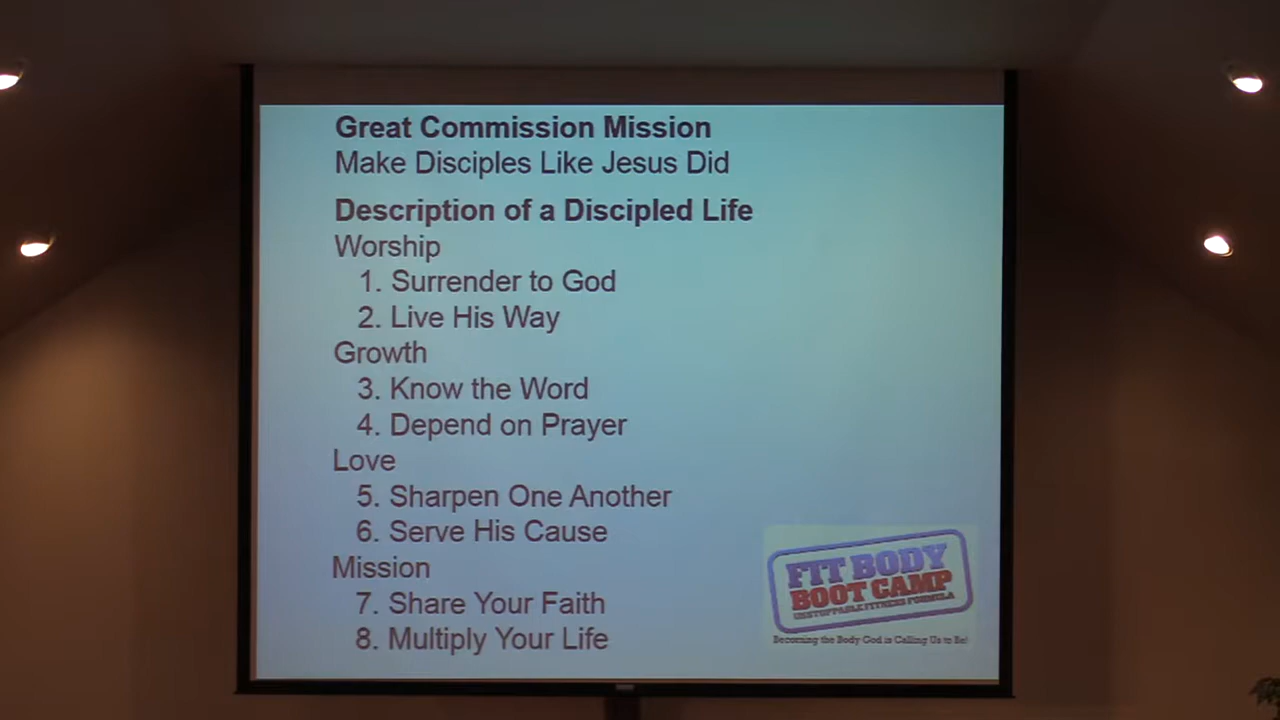 Great Commission Mission
Make Disciples Like Jesus Did
Description of a Discipled Life
Worship
1. Surrender to God
2. Live His Way
Growth
3. Know the Word
4. Depend on Prayer
Love
5. Sharpen One Another
6. Serve His Cause
Mission
7. Share Your Faith
8. Multiply Your Life
FIT BODY
BOOT CAMP
UNSTOPPABLE FITNESS FORMULA
Becoming the Body God is Calling Us to Be!